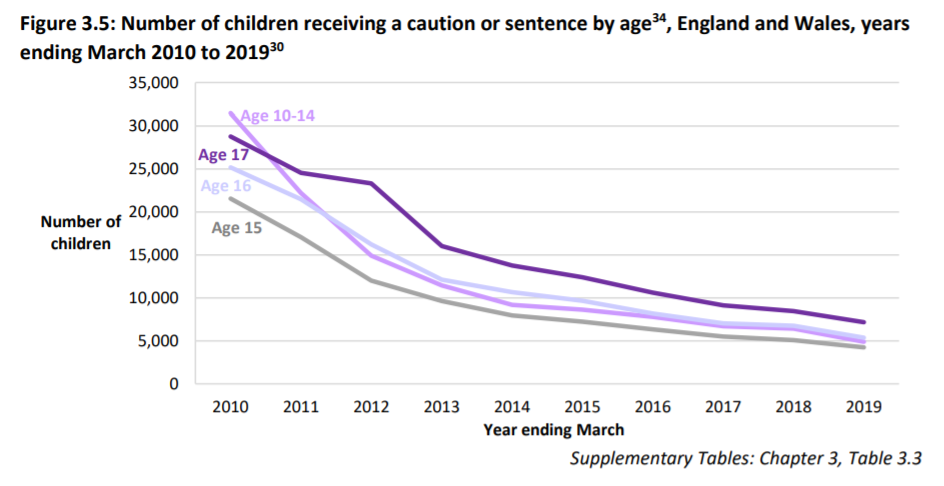 Figure 3.5: Number of children receiving a caution or sentence by age³⁴, England and Wales, years
ending March 2010 to 2019³⁰
35,000
30,000
25,000
20,000
15,000
10,000
5,000
0
Number of
children
Age 10-14
Age 17
Age 16
Age 15
2010 2011 2012 2013 2014 2015 2016 2017 2018 2019
Year ending March
Supplementary Tables: Chapter 3, Table 3.3